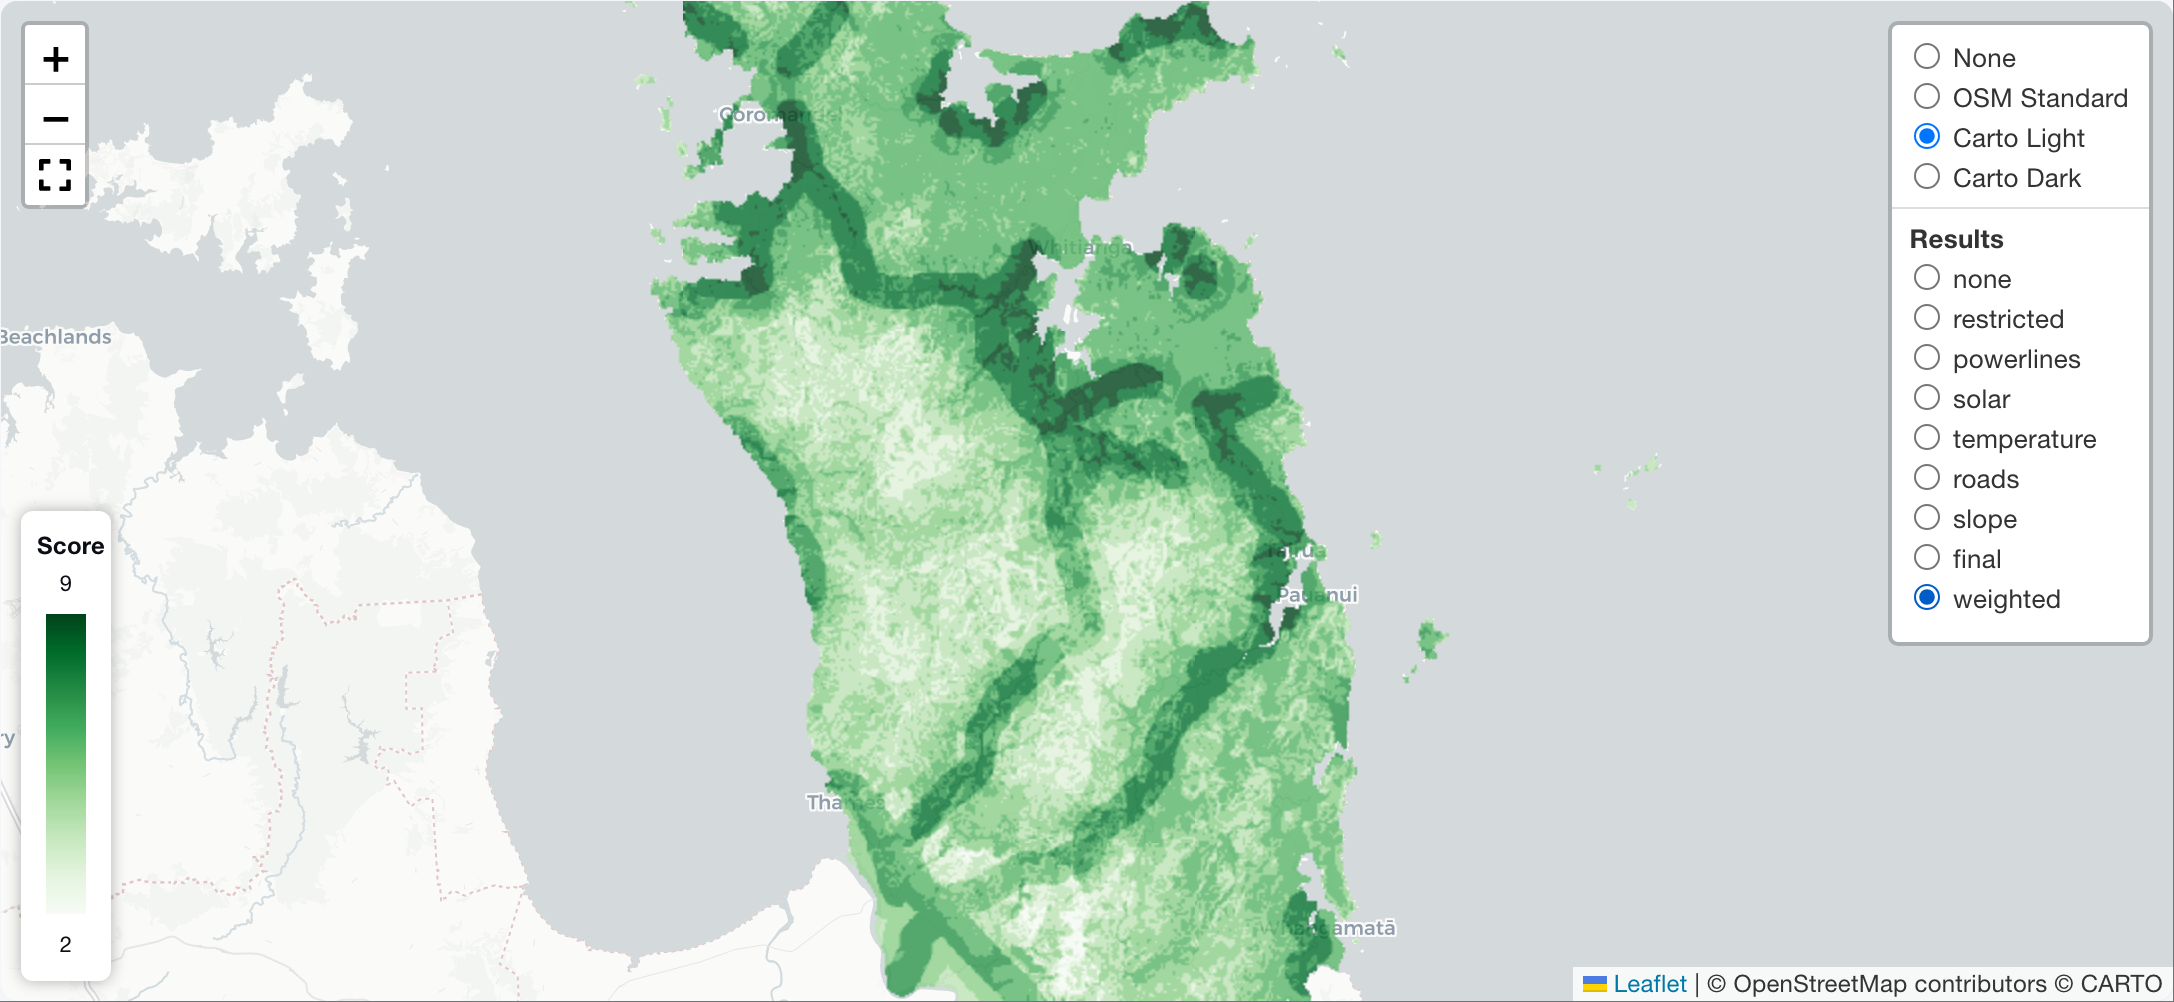 +
−
Coromandel
Whitianga
Beachlands
Tairua
Pauanui
Thames
Whangamatā
ry
Score
9
2
None
OSM Standard
Carto Light
Carto Dark
Results
none
restricted
powerlines
solar
temperature
roads
slope
final
weighted
Leaflet | © OpenStreetMap contributors © CARTO